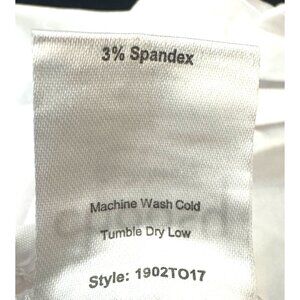 3% Spandex
Machine Wash Cold
Tumble Dry Low
Style: 1902TO17